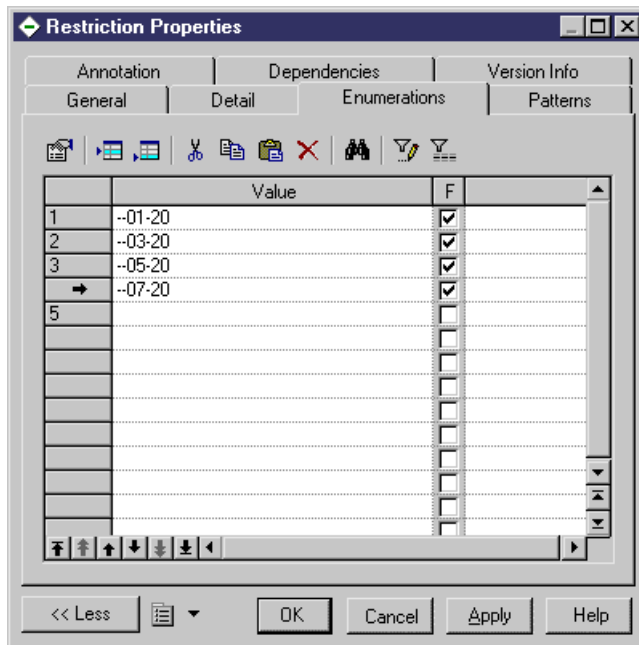 Restriction Properties
Annotation Dependencies Version Info
General Detail Enumerations Patterns
Value F
1 --01-20
2 --03-20
3 --05-20
--07-20
5
<< Less OK Cancel Apply Help